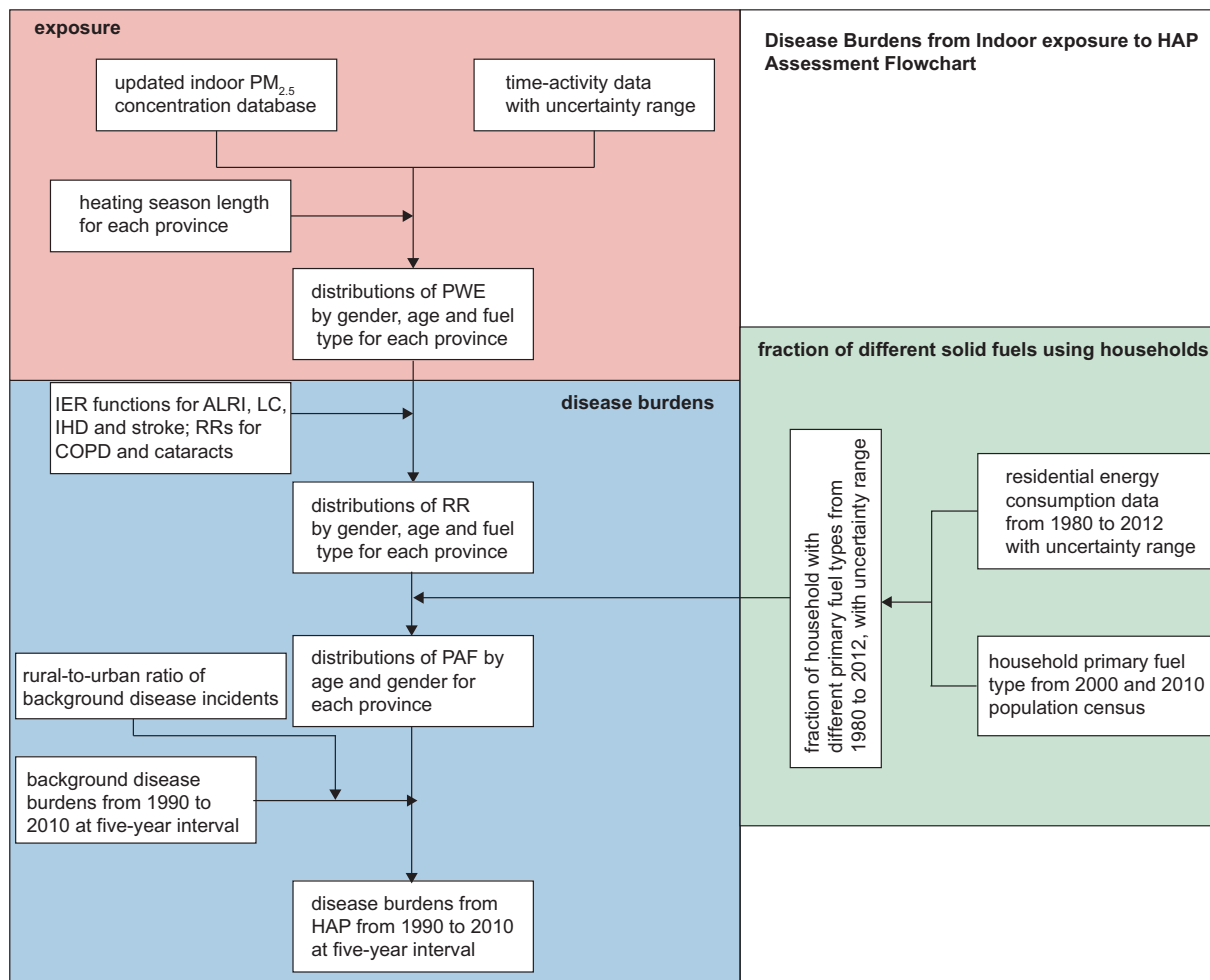 exposure
Disease Burdens from Indoor exposure to HAP
Assessment Flowchart
updated indoor PM2.5
concentration database
time-activity data
with uncertainty range
heating season length
for each province
distributions of PWE
by gender, age and fuel
type for each province
fraction of different solid fuels using households
disease burdens
IER functions for ALRI, LC,
IHD and stroke; RRs for
COPD and cataracts
distributions of RR
by gender, age and fuel
type for each province
fraction of household with
different primary fuel types from
1980 to 2012, with uncertainty range
residential energy
consumption data
from 1980 to 2012
with uncertainty range
household primary fuel
type from 2000 and 2010
population census
distributions of PAF by
age and gender for
each province
rural-to-urban ratio of
background disease incidents
background disease
burdens from 1990 to
2010 at five-year interval
disease burdens from
HAP from 1990 to 2010
at five-year interval